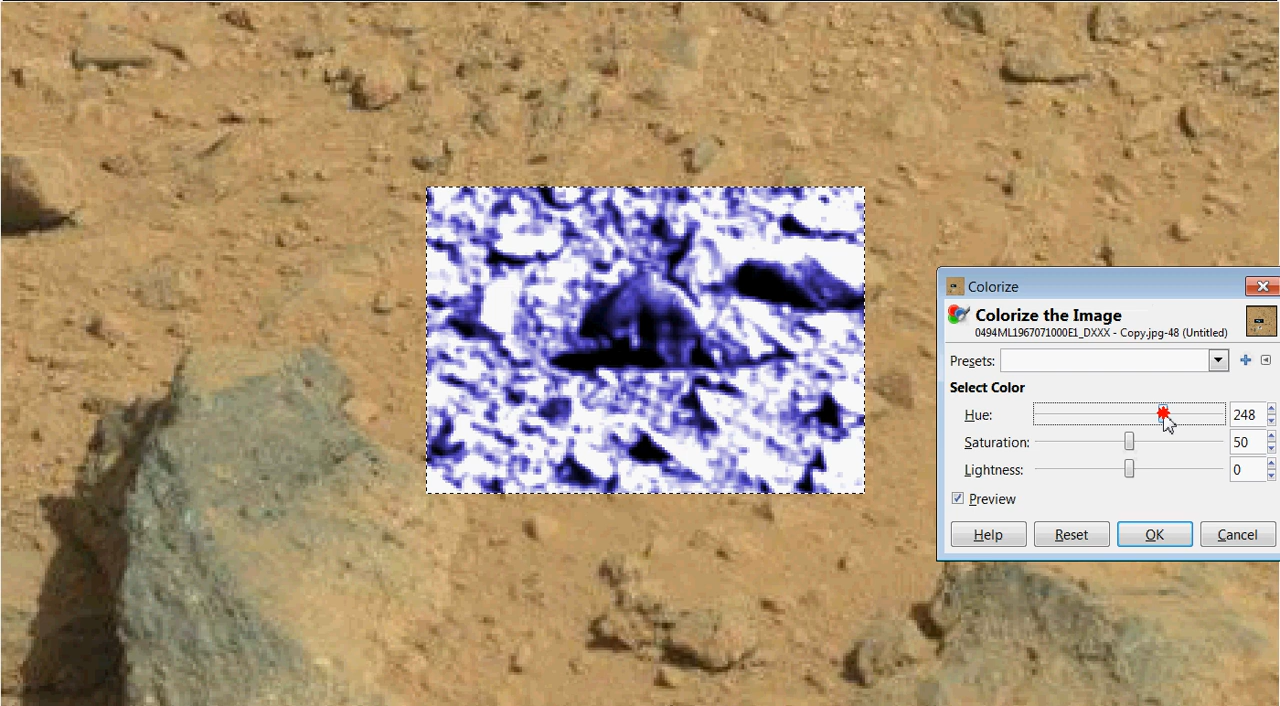 Colorize
Colorize the Image
0494ML1967071000E1_DXXX - Copy.jpg-48 (Untitled)
Presets:
Select Color
Hue: 248
Saturation: 50
Lightness: 0
Preview
Help Reset OK Cancel